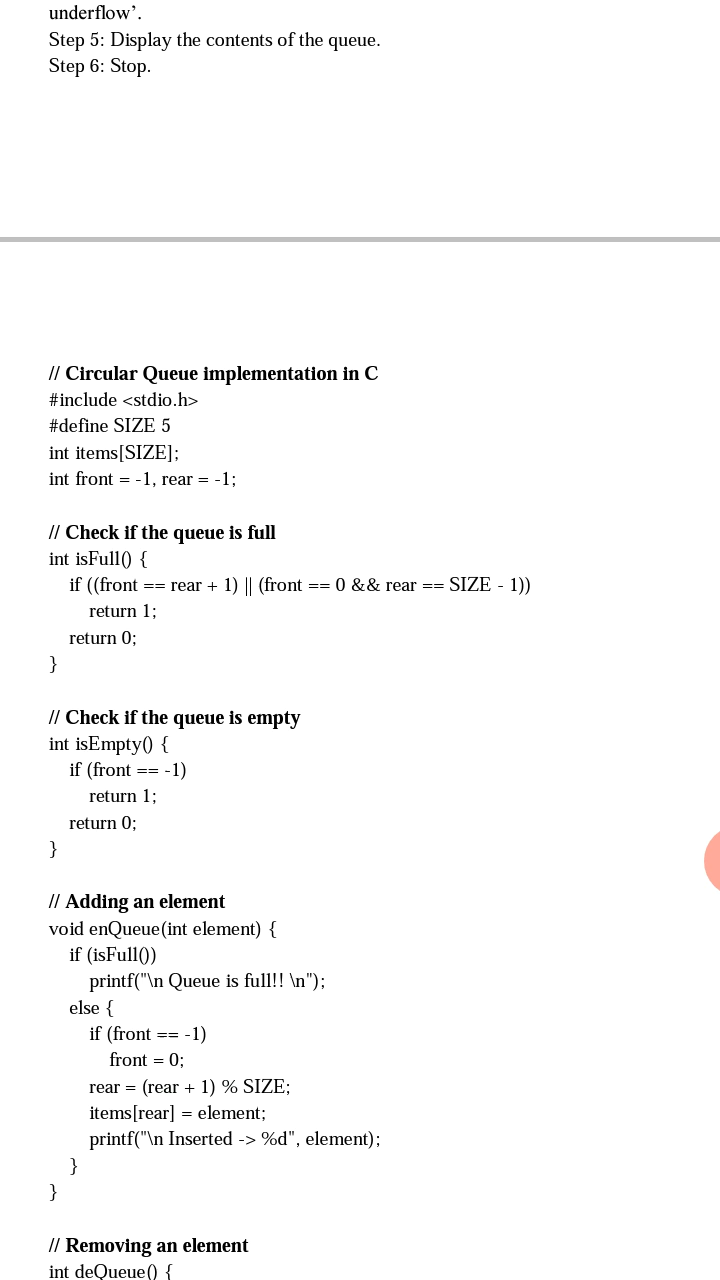 underflow’.
Step 5: Display the contents of the queue.
Step 6: Stop.
// Circular Queue implementation in C
#include <stdio.h>
#define SIZE 5
int items[SIZE];
int front = -1, rear = -1;
// Check if the queue is full
int isFull() {
if ((front == rear + 1) || (front == 0 && rear == SIZE - 1))
return 1;
return 0;
}
// Check if the queue is empty
int isEmpty() {
if (front == -1)
return 1;
return 0;
}
// Adding an element
void enQueue(int element) {
if (isFull())
printf("\n Queue is full!! \n");
else {
if (front == -1)
front = 0;
rear = (rear + 1) % SIZE;
items[rear] = element;
printf("\n Inserted -> %d", element);
}
}
// Removing an element
int deQueue() {